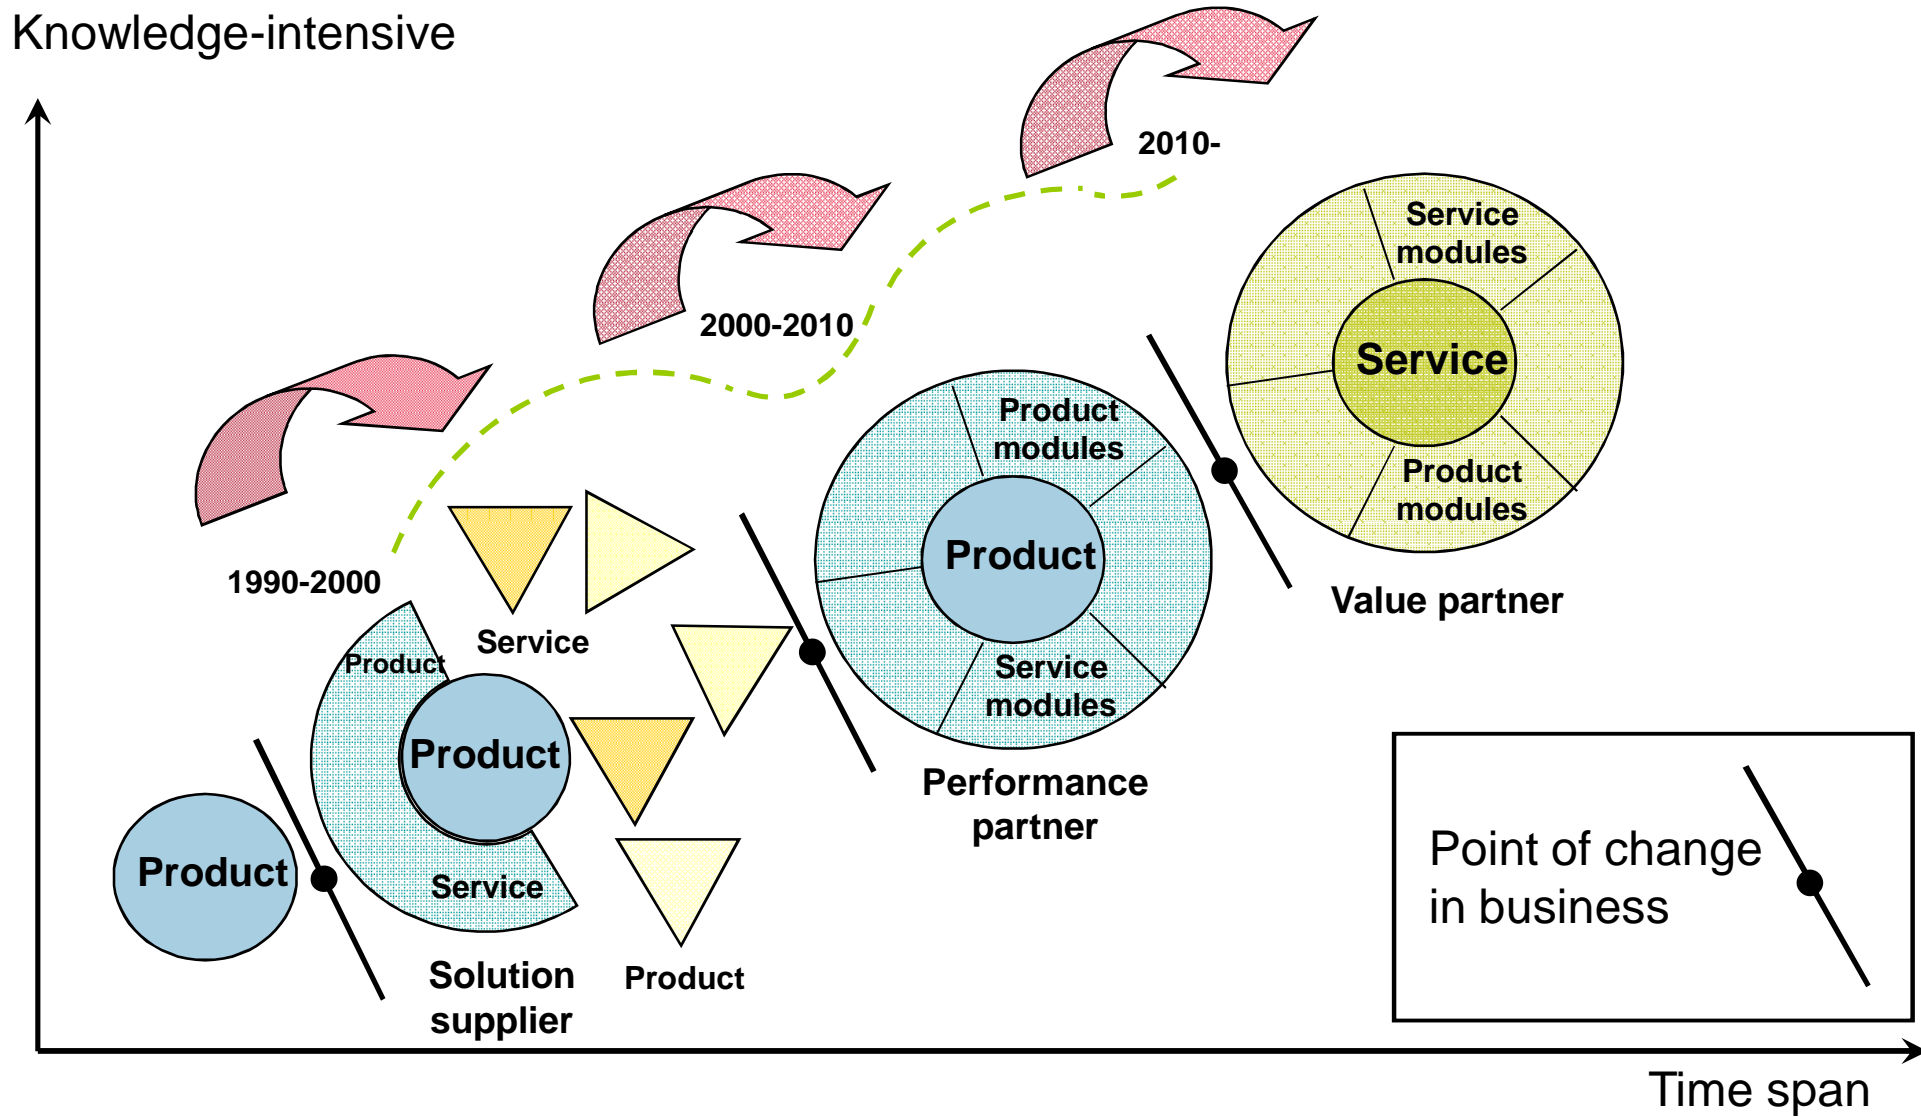 Knowledge-intensive
2010-
Service
modules
2000-2010
Service
Product
modules
Product
modules
1990-2000
Product
Value partner
Service
Product
Service
modules
Product
Performance
partner
Product
Service
Point of change
in business
Solution
supplier
Product
Time span